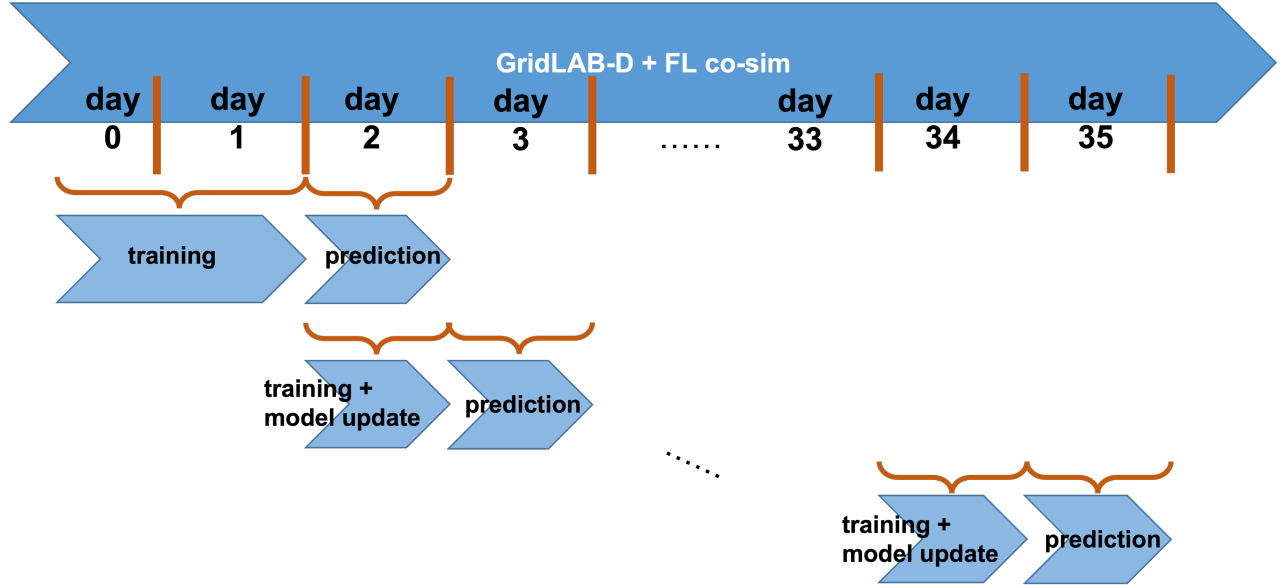 GridLAB-D + FL co-sim
day day day day day day day
0 1 2 3 ...... 33 34 35
training prediction
training +
model update prediction
......
training +
model update prediction